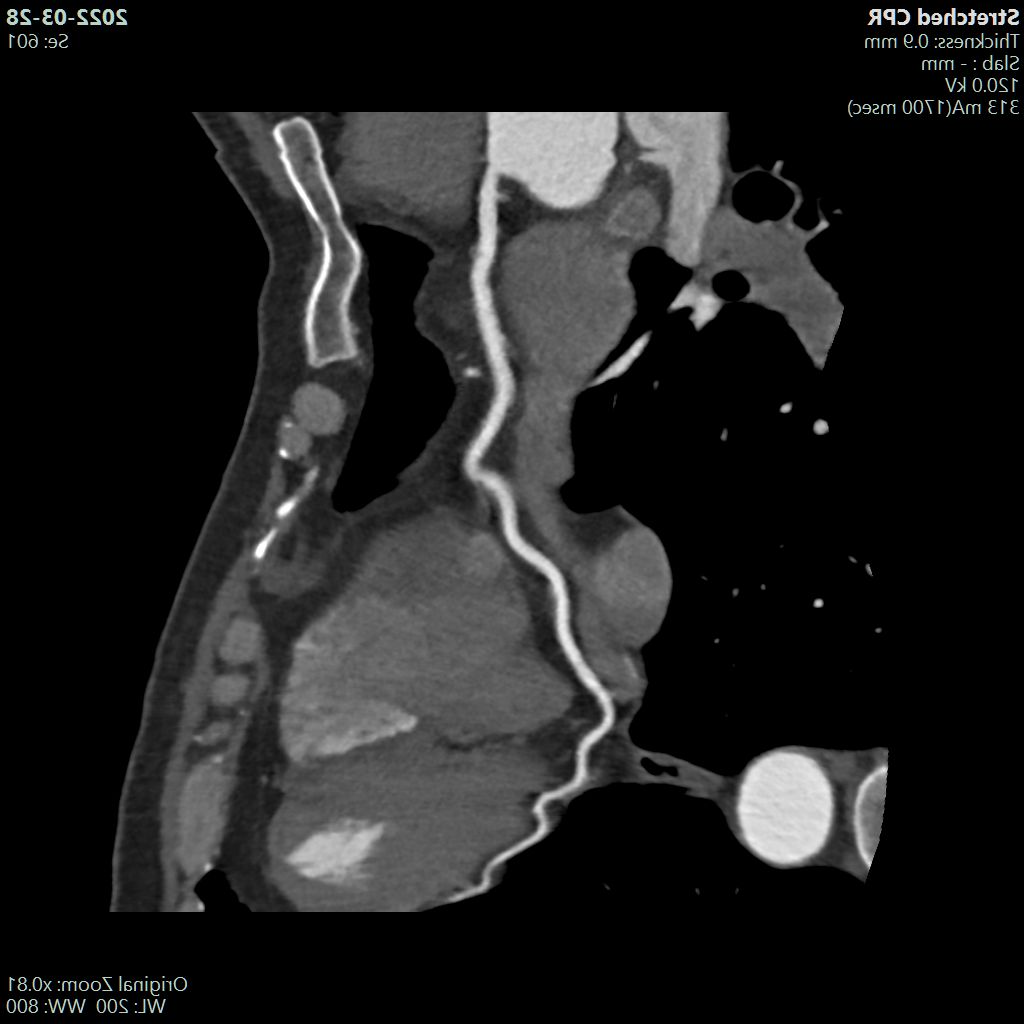 Stretched CPR
Thickness: 0.9 mm
Slab : - mm
120.0 kV
313 mA(1700 msec)
2022-03-28
Se: 601
Original Zoom: x0.81
WL: 200 WW: 800